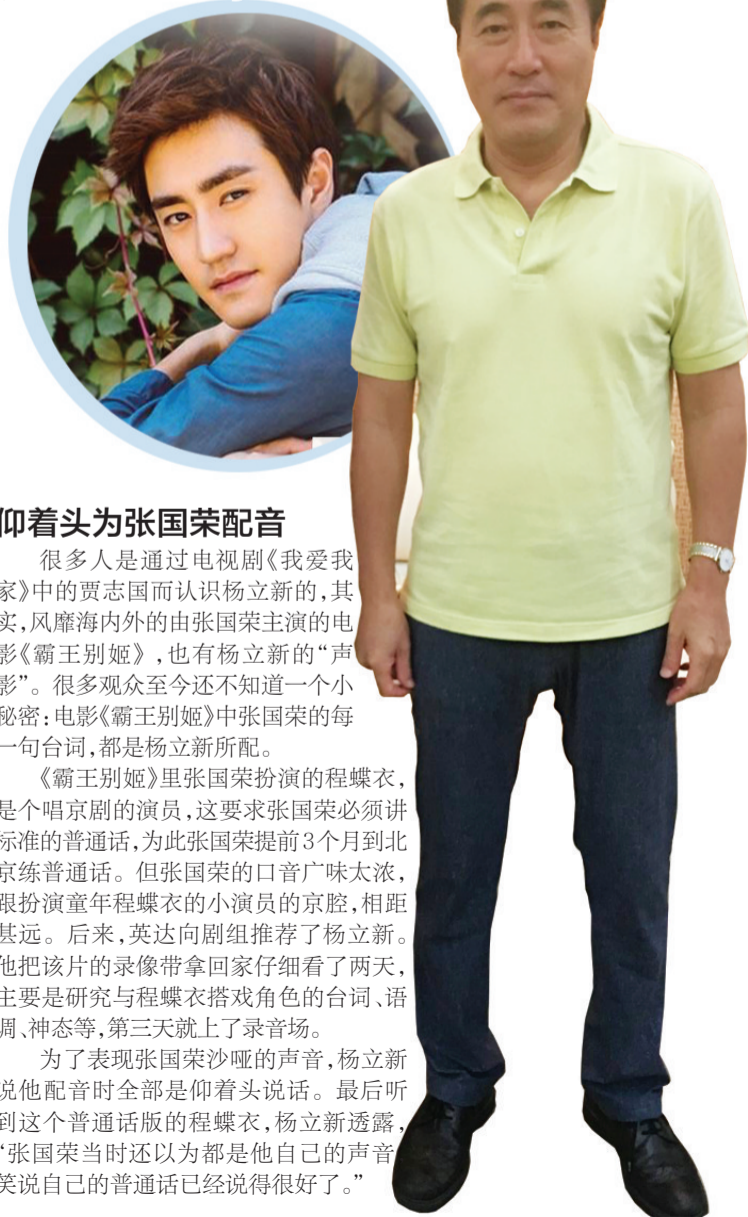 仰着头为张国荣配音
很多人是通过电视剧《我爱我
家》中的贾志国而认识杨立新的,其
实,风靡海内外的由张国荣主演的电
影《霸王别姬》,也有杨立新的“声
影”。很多观众至今还不知道一个小
秘密:电影《霸王别姬》中张国荣的每
一句台词,都是杨立新所配。
《霸王别姬》里张国荣扮演的程蝶衣,
是个唱京剧的演员,这要求张国荣必须讲
标准的普通话,为此张国荣提前3个月到北
京练普通话。但张国荣的口音广味太浓,
跟扮演童年程蝶衣的小演员的京腔,相距
甚远。后来,英达向剧组推荐了杨立新。
他把该片的录像带拿回家仔细看了两天,
主要是研究与程蝶衣搭戏角色的台词、语
调、神态等,第三天就上了录音场。
为了表现张国荣沙哑的声音,杨立新
说他配音时全部是仰着头说话。最后听
到这个普通话版的程蝶衣,杨立新透露,
“张国荣当时还以为都是他自己的声音
笑说自己的普通话已经说得很好了。”